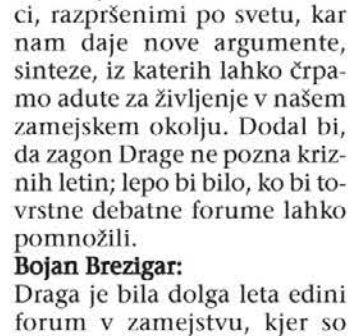 ci, razpršenimi po svetu, kar
nam daje nove argumente,
sinteze, iz katerih lahko črpa-
mo adute za življenje v našem
zamejskem okolju. Dodal bi,
da zagon Drage ne pozna kriz-
nih letin; lepo bi bilo, ko bi to-
vrstne debatne forume lahko
pomnožili.
Bojan Brezigar:
Draga je bila dolga leta edini
forum v zamejstvu, kjer so